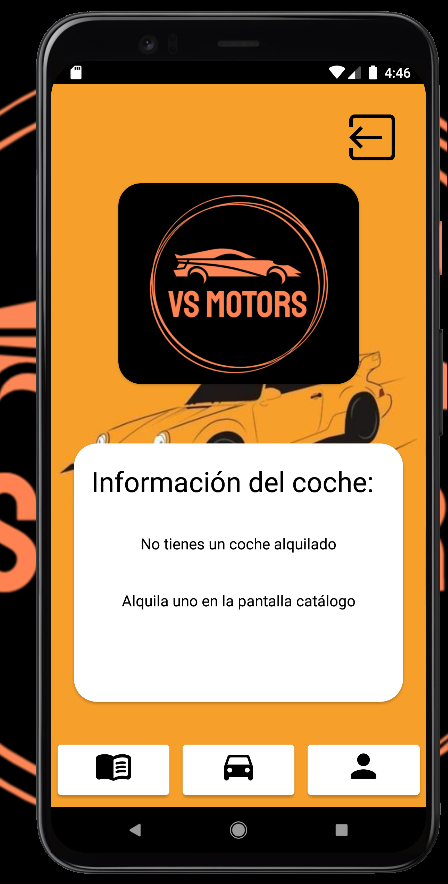 4:46
VS MOTORS
Información del coche:
No tienes un coche alquilado
Alquila uno en la pantalla catálogo
S